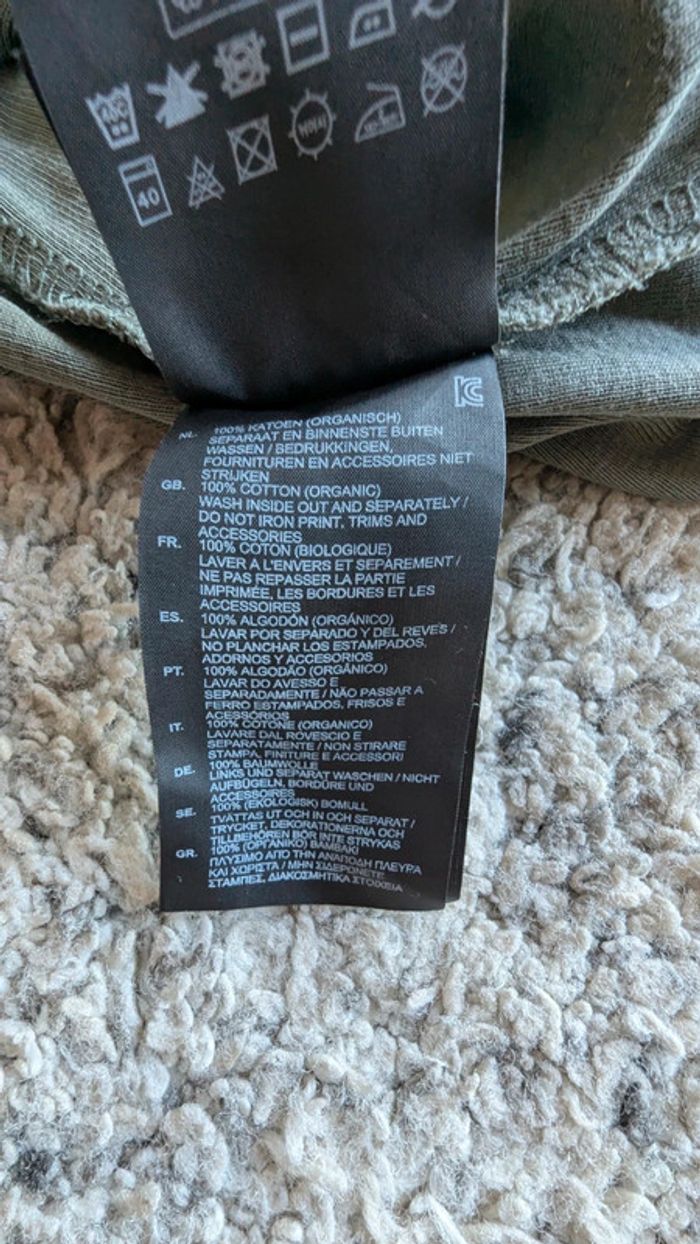 40
40
NL. 100% KATOEN (ORGANISCH)
SEPARAAT EN BINNENSTE BUITEN
WASSEN / BEDRUKKINGEN,
FOURNITUREN EN ACCESSOIRES NIET
STRIJKEN
GB. 100% COTTON (ORGANIC)
WASH INSIDE OUT AND SEPARATELY /
DO NOT IRON PRINT, TRIMS AND
ACCESSORIES
FR. 100% COTON (BIOLOGIQUE)
LAVER A L'ENVERS ET SEPAREMENT /
NE PAS REPASSER LA PARTIE
IMPRIMÉE, LES BORDURES ET LES
ACCESSOIRES
ES. 100% ALGODÓN (ORGÁNICO)
LAVAR POR SEPARADO Y DEL REVES /
NO PLANCHAR LOS ESTAMPADOS,
ADORNOS Y ACCESORIOS
PT. 100% ALGODÃO (ORGÂNICO)
LAVAR DO AVESSO E
SEPARADAMENTE / NÃO PASSAR A
FERRO ESTAMPADOS, FRISOS E
ACESSÓRIOS
IT. 100% COTONE (ORGANICO)
LAVARE DAL ROVESCIO E
SEPARATAMENTE / NON STIRARE
STAMPA, FINITURE E ACCESSORI
DE. 100% BAUMWOLLE
LINKS UND SEPARAT WASCHEN / NICHT
AUFBÜGELN, BORDÜRE UND
ACCESSOIRES
SE. 100% (EKOLOGISK) BOMULL
TVÄTTAS UT OCH IN OCH SEPARAT /
TRYCKET, DEKORATIONERNA OCH
TILLBEHÖREN BÖR INTE STRYKAS
GR. 100% (ΟΡΓΑΝΙΚΟ) ΒΑΜΒΑΚΙ
ΠΛΥΣΙΜΟ ΑΠΟ ΤΗΝ ΑΝΑΠΟΔΗ ΠΛΕΥΡΑ
ΚΑΙ ΧΩΡΙΣΤΑ / ΜΗΝ ΣΙΔΕΡΟΝΕΤΕ
ΣΤΑΜΠΕΣ, ΔΙΑΚΟΣΜΗΤΙΚΑ ΣΤΟΙΧΕΙΑ